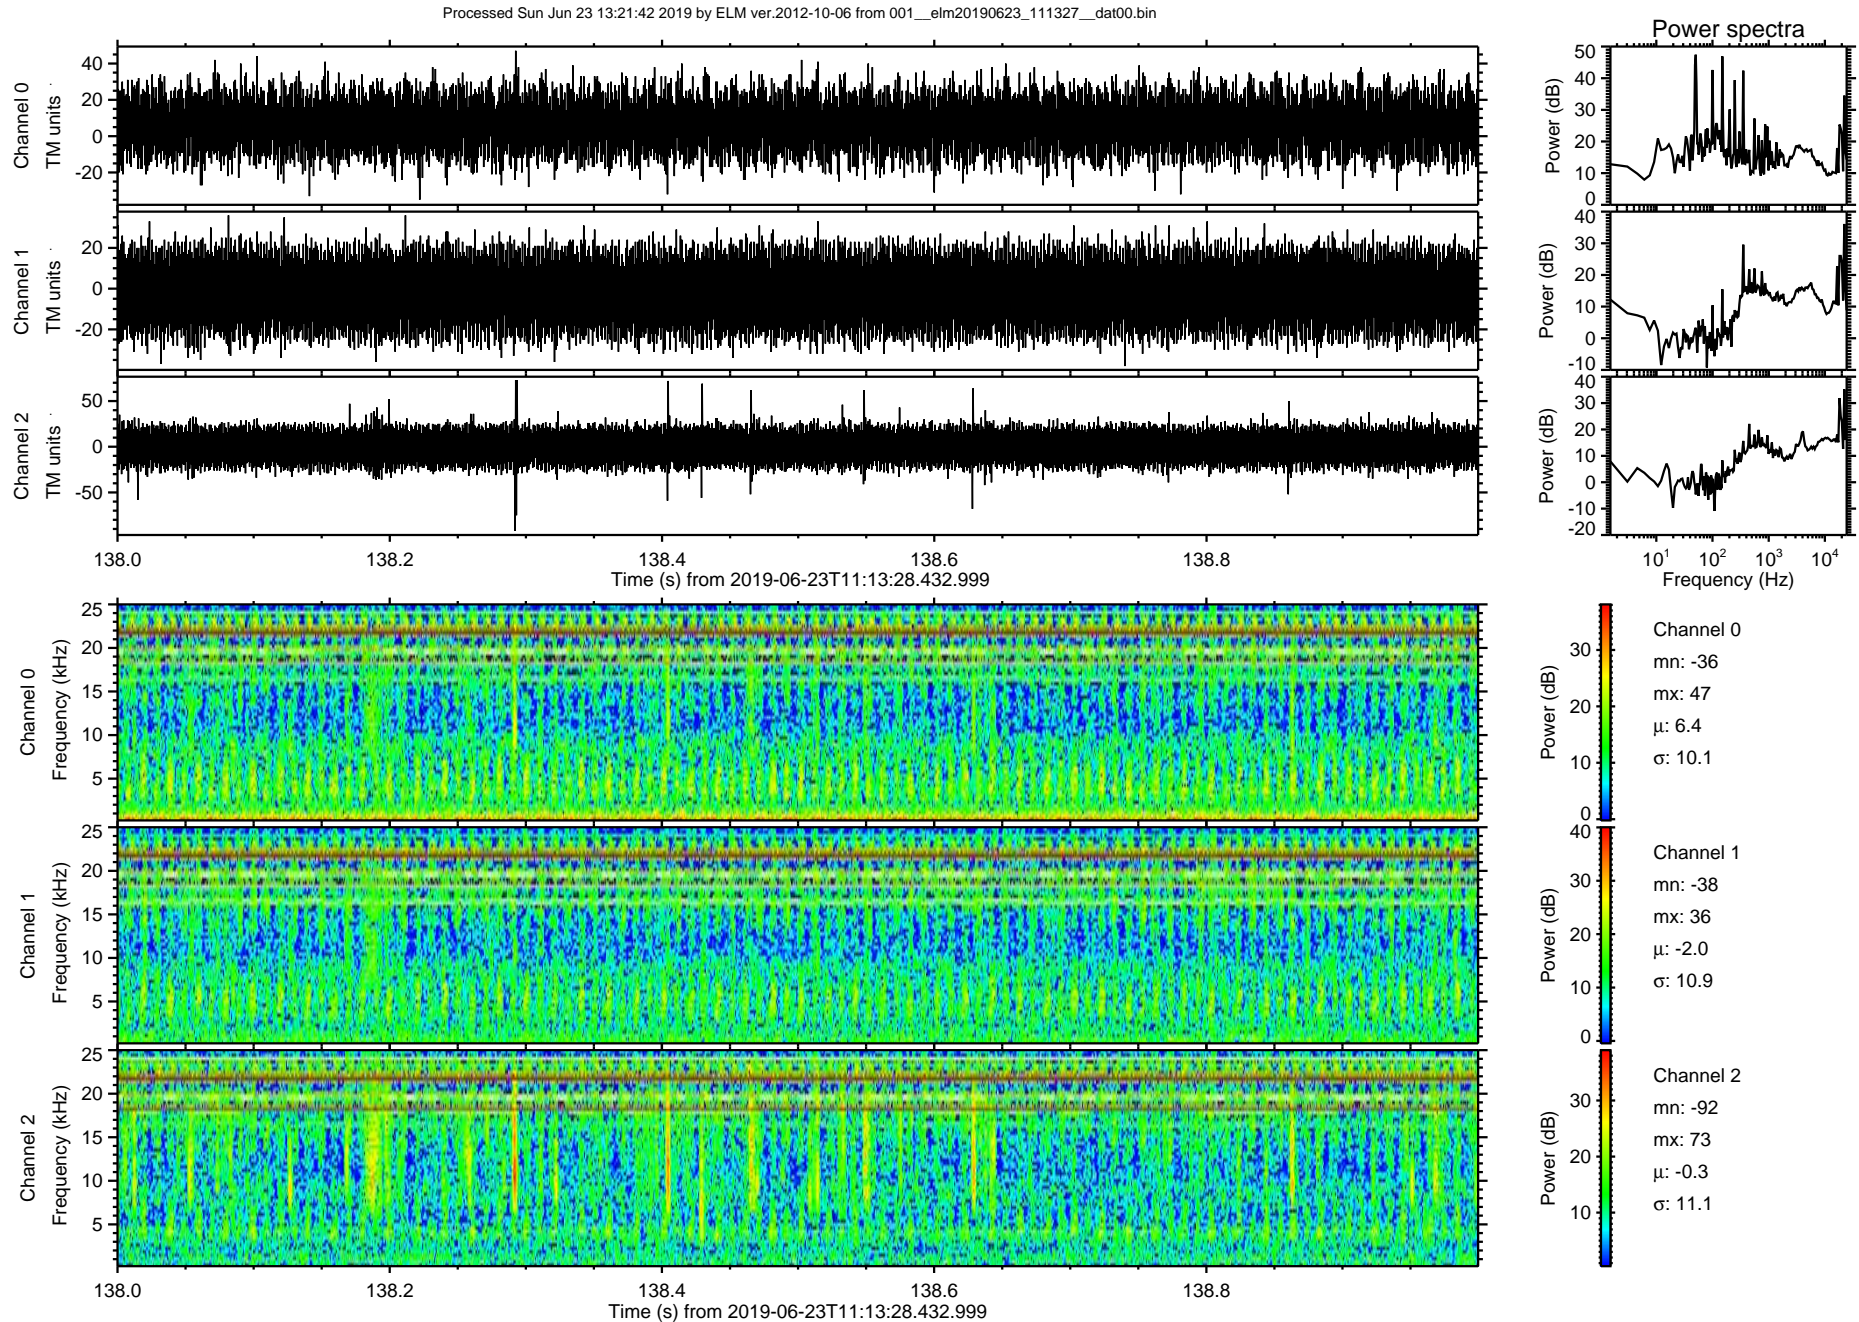 Processed Sun Jun 23 13:21:42 2019 by ELM ver.2012-10-06 from 001__elm20190623_111327__dat00.bin
Power spectra
Channel 0
TM units
40
20
0
-20
Power (dB)
50
40
30
20
10
0
Channel 1
TM units
20
0
-20
Power (dB)
40
30
20
10
0
-10
Channel 2
TM units
50
0
-50
Power (dB)
40
30
20
10
0
-10
-20
138.0 138.2 138.4 138.6 138.8
Time (s) from 2019-06-23T11:13:28.432.999
10¹ 10² 10³ 10⁴
Frequency (Hz)
Channel 0
Frequency (kHz)
25
20
15
10
5
Power (dB)
30
20
10
0
Channel 0
mn: -36
mx: 47
µ: 6.4
σ: 10.1
Channel 1
Frequency (kHz)
25
20
15
10
5
Power (dB)
40
30
20
10
0
Channel 1
mn: -38
mx: 36
µ: -2.0
σ: 10.9
Channel 2
Frequency (kHz)
25
20
15
10
5
Power (dB)
30
20
10
Channel 2
mn: -92
mx: 73
µ: -0.3
σ: 11.1
138.0 138.2 138.4 138.6 138.8
Time (s) from 2019-06-23T11:13:28.432.999